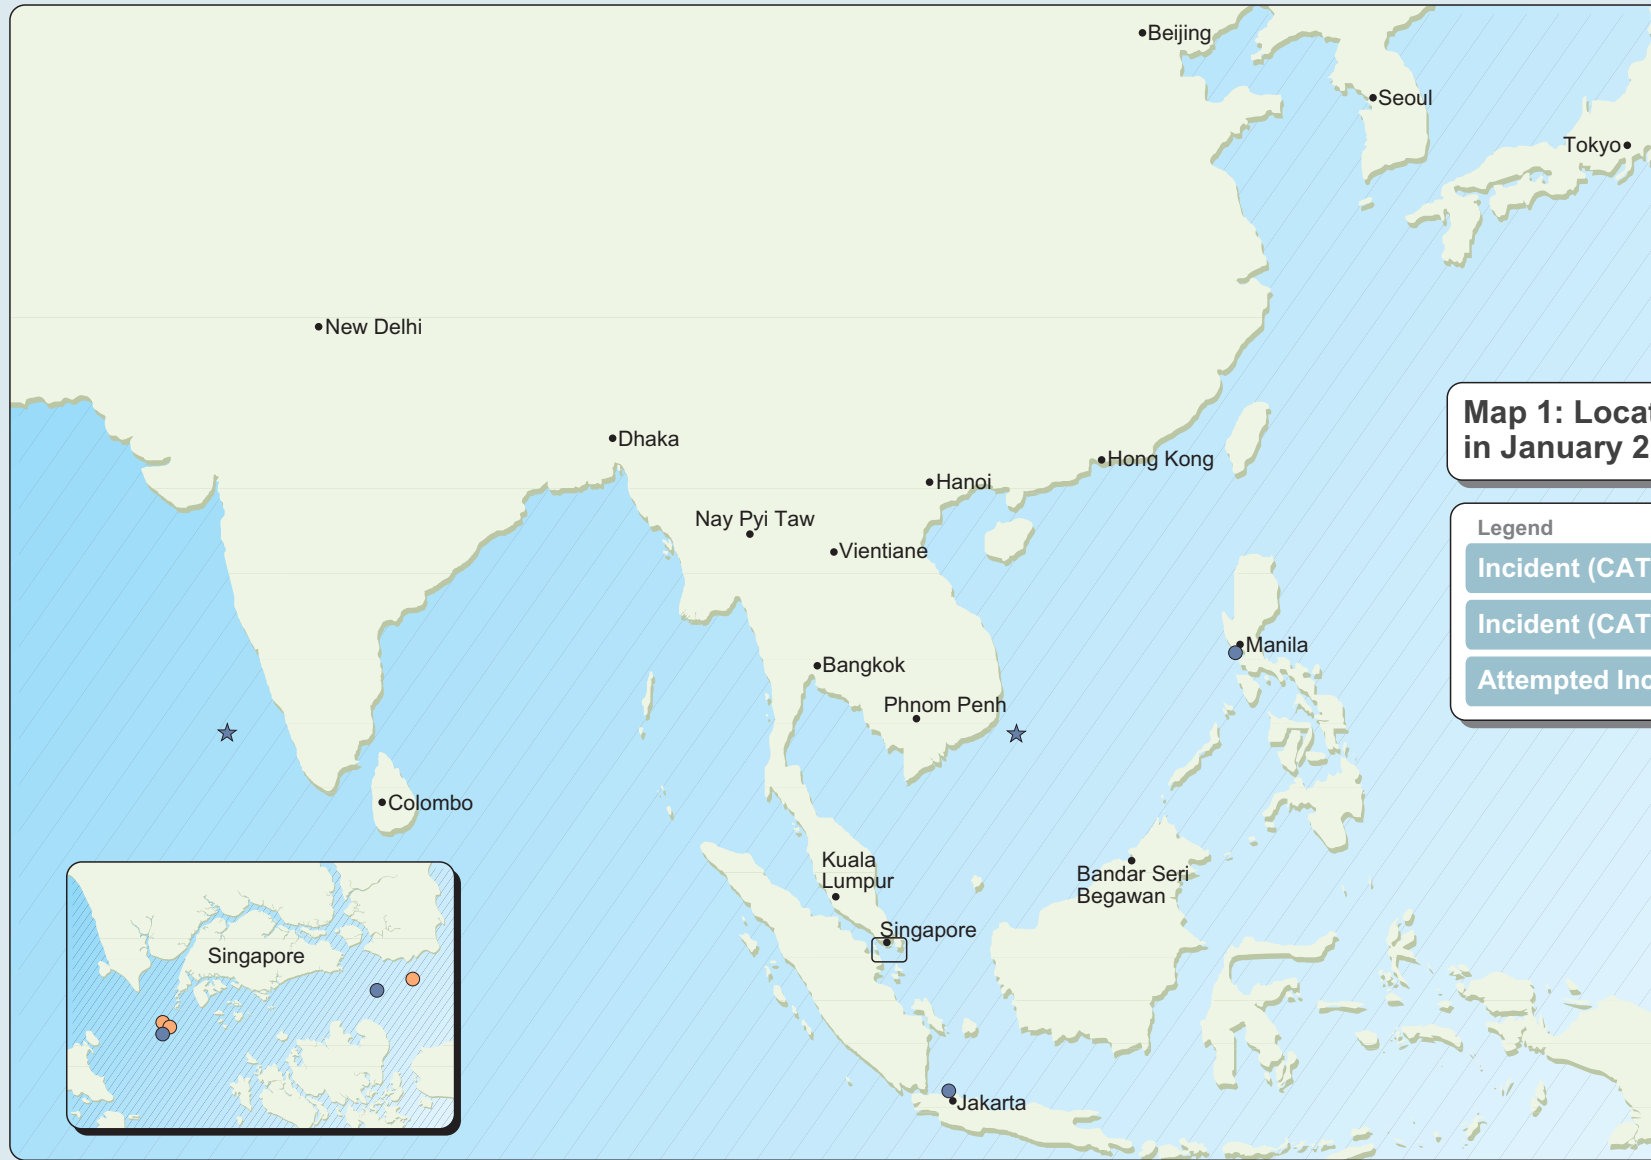 Beijing
Seoul
Tokyo
New Delhi
Map 1: Locat
in January 2
Dhaka
Hong Kong
Hanoi
Nay Pyi Taw
Vientiane
Legend
Incident (CAT
Incident (CAT
Attempted Inc
Manila
Bangkok
Phnom Penh
Colombo
Kuala
Lumpur
Bandar Seri
Begawan
Singapore
Singapore
Jakarta